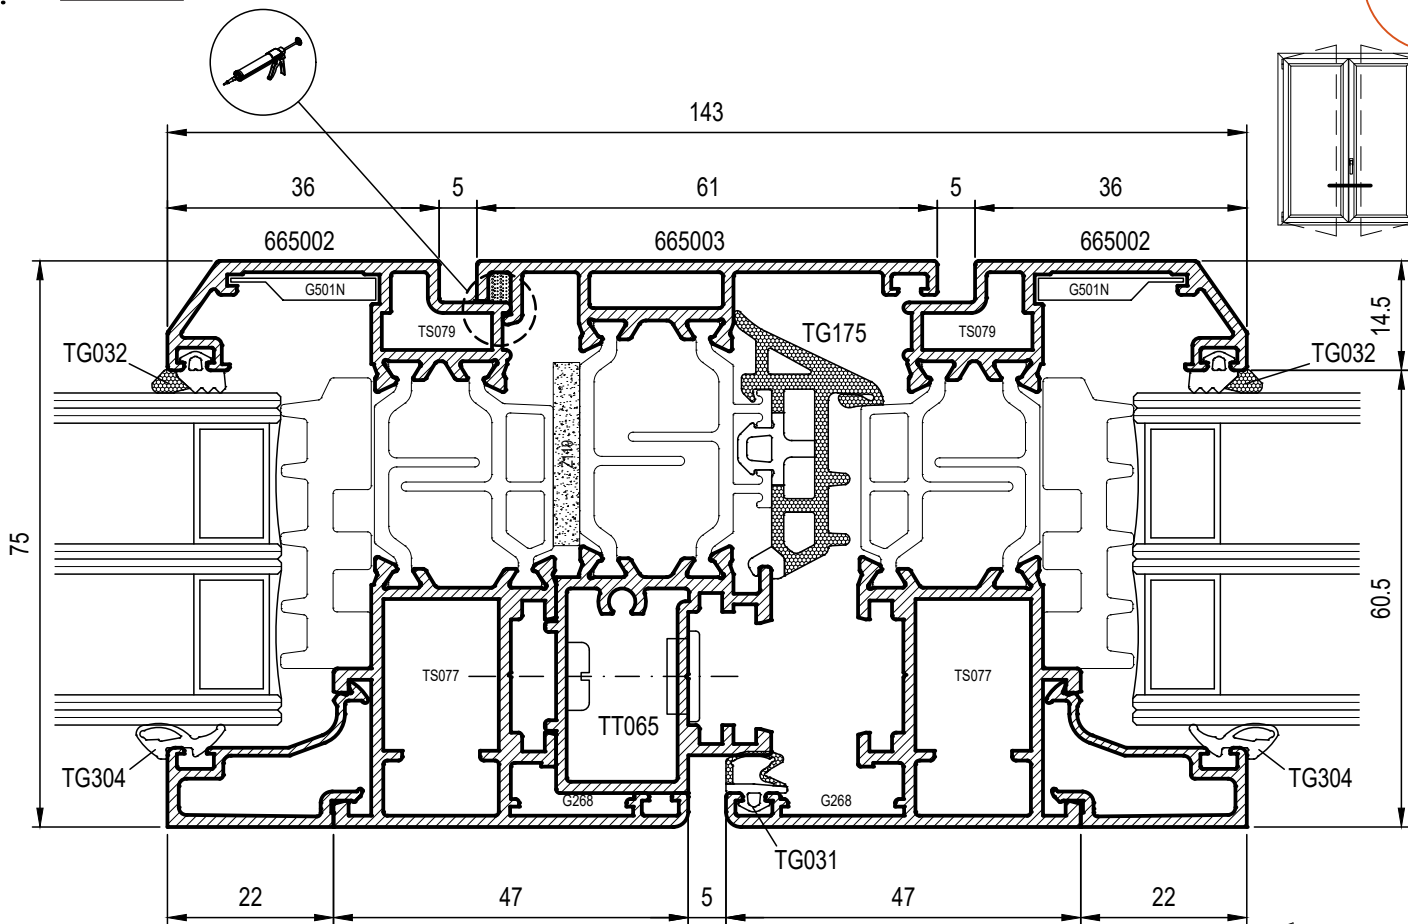 143
36 5 61 5 36
665002 665003 665002
G501N G501N
14.5
TS079 TG175 TS079
TG032 TG032
2140
75
60.5
TS077 TS077
TT065
TG304 TG304
G268 G268
TG031
22 47 5 47 22